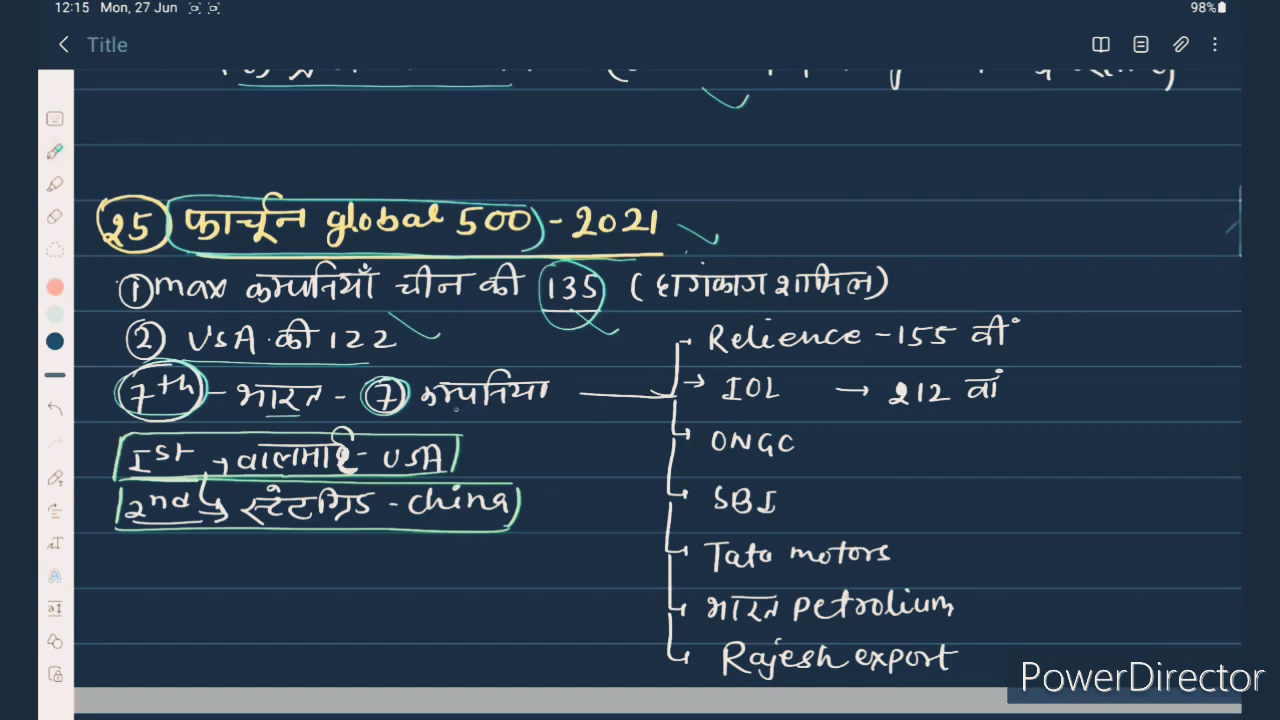 12:15 Mon, 27 Jun 98%
Title
25 फार्चून global 500 - 2021
① max कम्पनियाँ चीन की 135 (हांगकांग शामिल)
② USA की 122
7th - भारत - ⑦ कम्पनिया
Ist → वालमार्ट - USA
2nd → स्टेटग्रिड - china
Relience - 155 वीं
→ IOL → 212 वां
ONGC
SBI
Tata motors
भारत petrolium
Rajesh export
PowerDirector